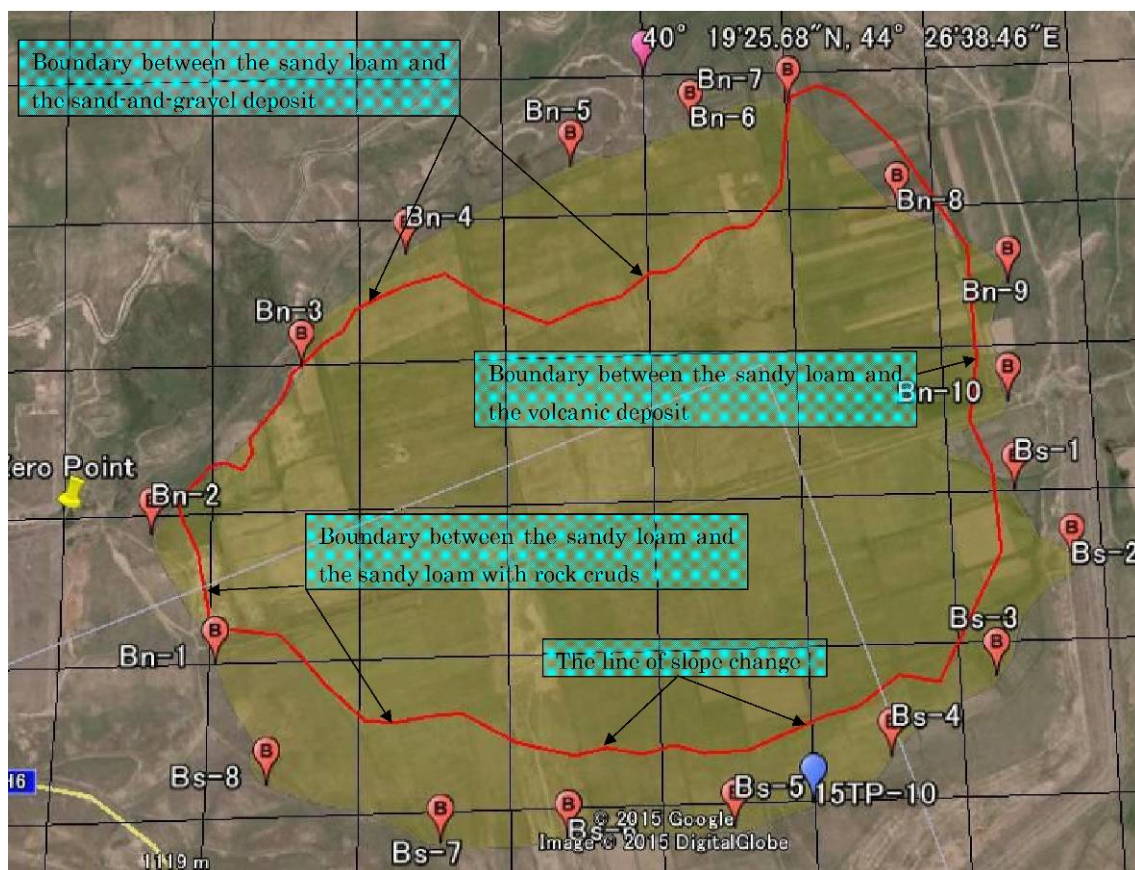 40° 19'25.68"N, 44° 26'38.46"E
Boundary between the sandy loam and
the sand-and-gravel deposit
Bn-7
Bn-6
Bn-5
Bn-4
Bn-8
Bn-3
Bn-9
Boundary between the sandy loam and
the volcanic deposit
Bn-10
Bs-1
Zero Point
Bn-2
Boundary between the sandy loam and
the sandy loam with rock cruds
Bs-2
Bs-3
Bn-1
The line of slope change
Bs-4
Bs-8
H6
Bs-5
15TP-10
Bs-6
© 2015 Google
Image © 2015 DigitalGlobe
Bs-7
1119 m